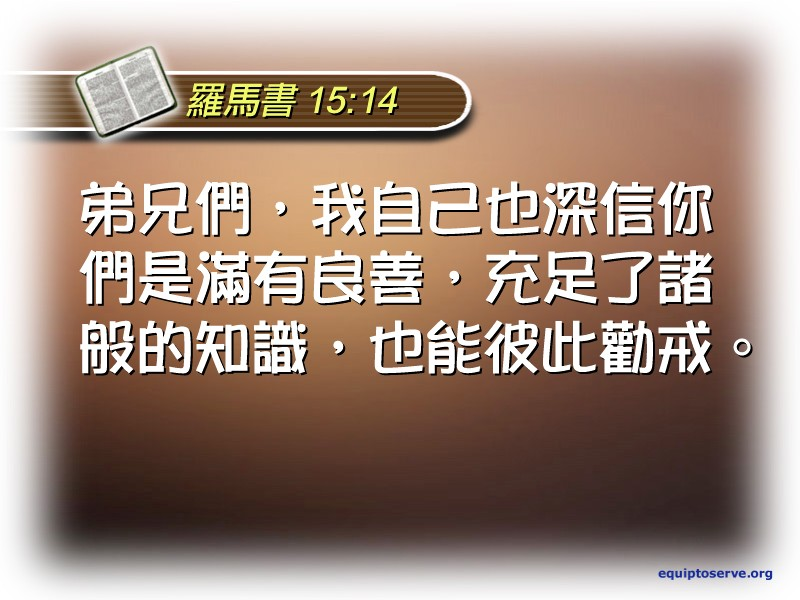 羅馬書 15:14
弟兄們，我自己也深信你
們是滿有良善，充足了諸
般的知識，也能彼此勸戒。
equiptoserve.org